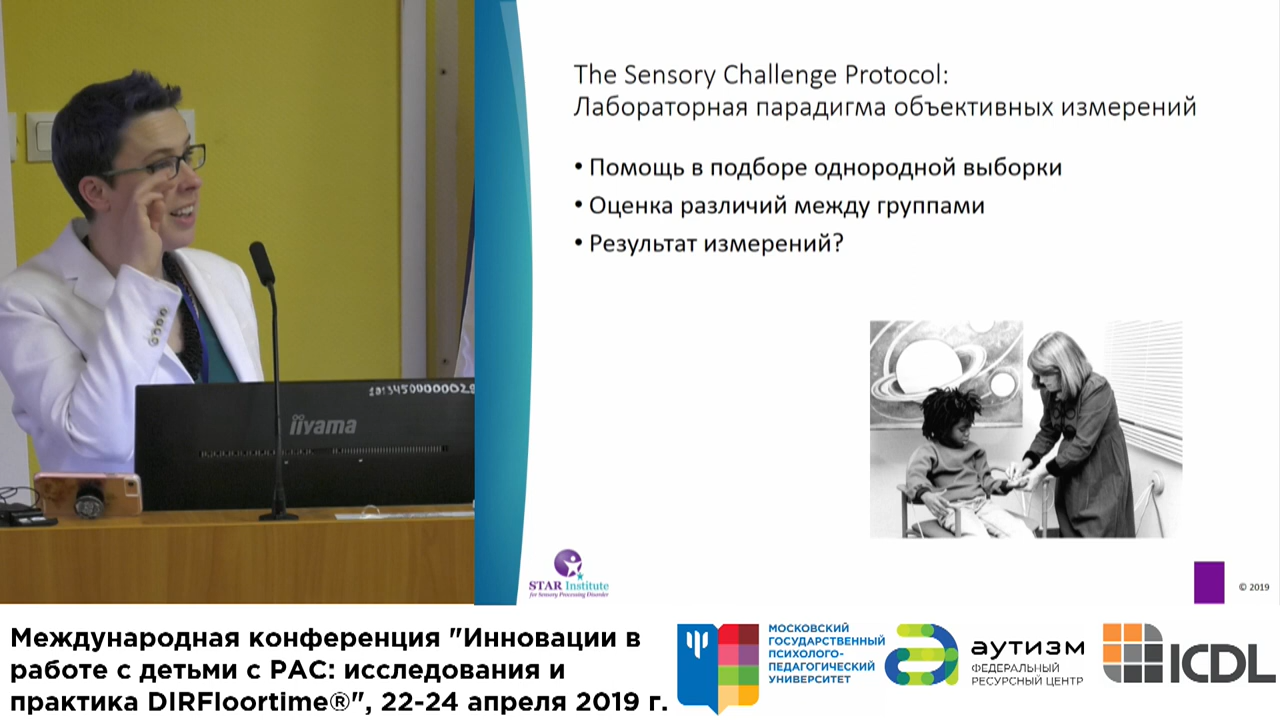 The Sensory Challenge Protocol:
Лабораторная парадигма объективных измерений
• Помощь в подборе однородной выборки
• Оценка различий между группами
• Результат измерений?
iiyama
STAR Institute
for Sensory Processing Disorder
© 2019
Международная конференция "Инновации в
работе с детьми с РАС: исследования и
практика DIRFloortime®", 22-24 апреля 2019 г.
МОСКОВСКИЙ
ГОСУДАРСТВЕННЫЙ
ПСИХОЛОГО-
ПЕДАГОГИЧЕСКИЙ
УНИВЕРСИТЕТ
аутизм
ФЕДЕРАЛЬНЫЙ
РЕСУРСНЫЙ ЦЕНТР
ICDL